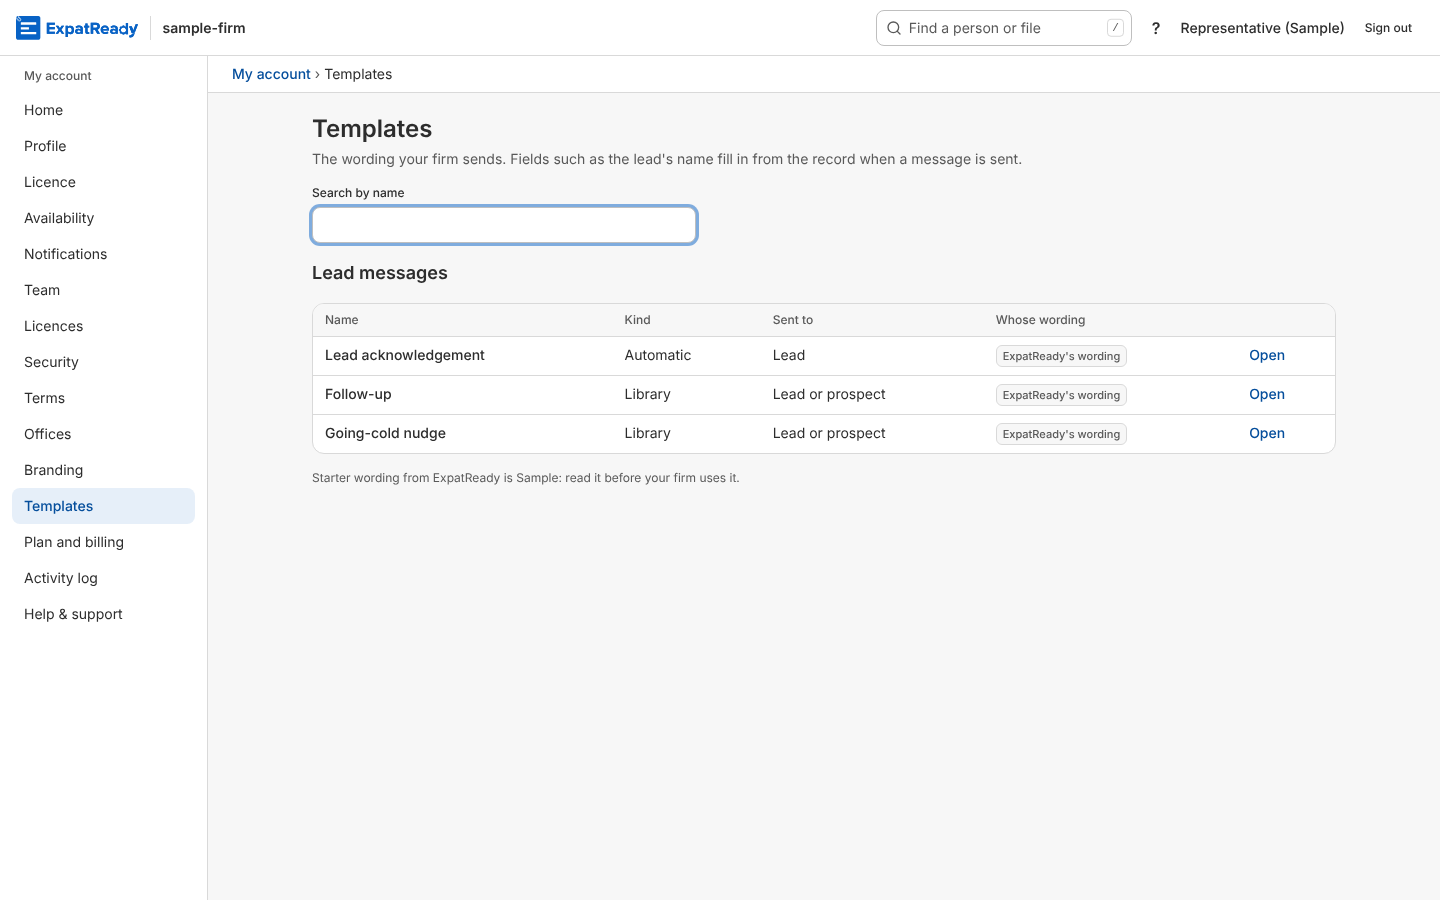 ExpatReady
sample-firm
Find a person or file
/
?
Representative (Sample)
Sign out
My account
Home
Profile
Licence
Availability
Notifications
Team
Licences
Security
Terms
Offices
Branding
Templates
Plan and billing
Activity log
Help & support
My account › Templates
Templates
The wording your firm sends. Fields such as the lead's name fill in from the record when a message is sent.
Search by name
Lead messages
Name Kind Sent to Whose wording
Lead acknowledgement Automatic Lead ExpatReady's wording Open
Follow-up Library Lead or prospect ExpatReady's wording Open
Going-cold nudge Library Lead or prospect ExpatReady's wording Open
Starter wording from ExpatReady is Sample: read it before your firm uses it.